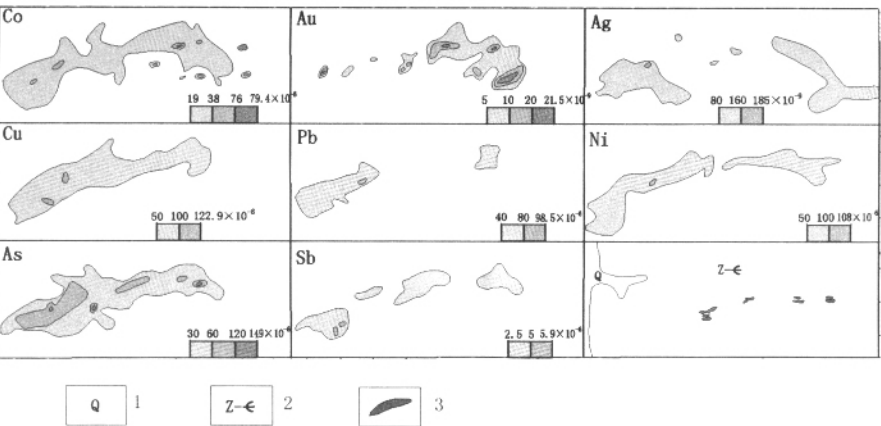 Co
19 38 76 79.4×10⁻⁶
Au
5 10 20 21.5×10⁻⁹
Ag
80 160 185×10⁻⁹
Cu
50 100 122.9×10⁻⁶
Pb
40 80 98.5×10⁻⁶
Ni
50 100 108×10⁻⁶
As
30 60 120 149×10⁻⁶
Sb
2.5 5 5.9×10⁻⁶
Q
Z-∈
Q 1
Z-∈ 2
3